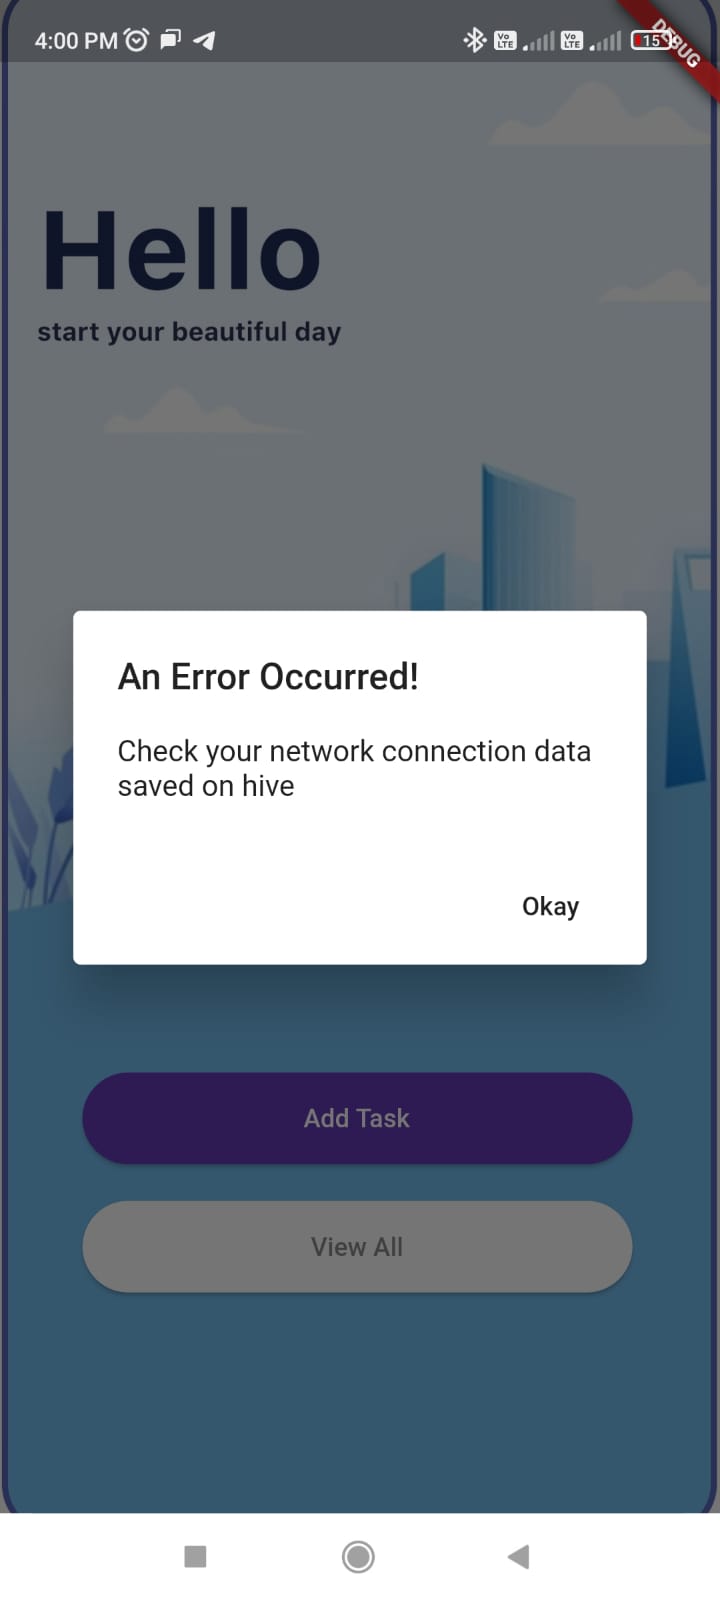 4:00 PM
Vo
LTE
Vo
LTE
15
DEBUG
Hello
start your beautiful day
An Error Occurred!
Check your network connection data
saved on hive
Okay
Add Task
View All